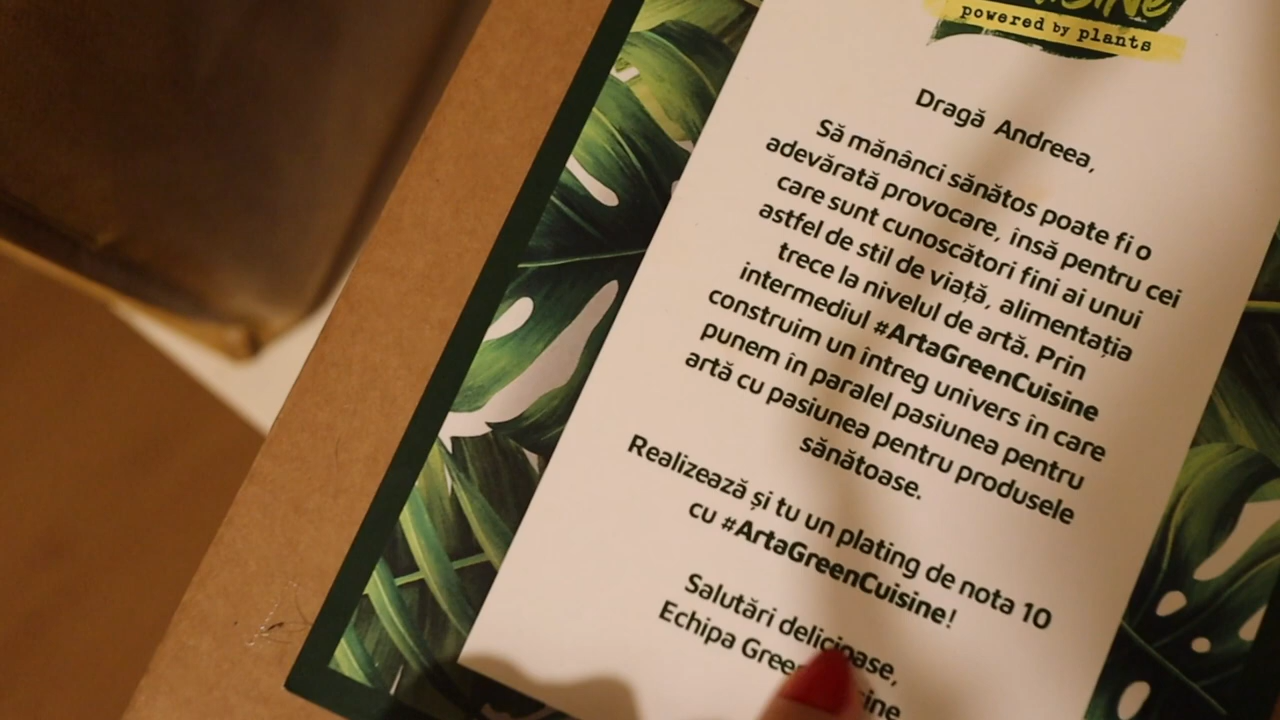 powered by plants
Dragă Andreea,
Să mănânci sănătos poate fi o
adevărată provocare, însă pentru cei
care sunt cunoscători fini ai unui
astfel de stil de viață, alimentația
trece la nivelul de artă. Prin
intermediul #ArtaGreenCuisine
construim un întreg univers în care
punem în paralel pasiunea pentru
artă cu pasiunea pentru produsele
sănătoase.
Realizează și tu un plating de nota 10
cu #ArtaGreenCuisine!
Salutări delicioase,
Echipa